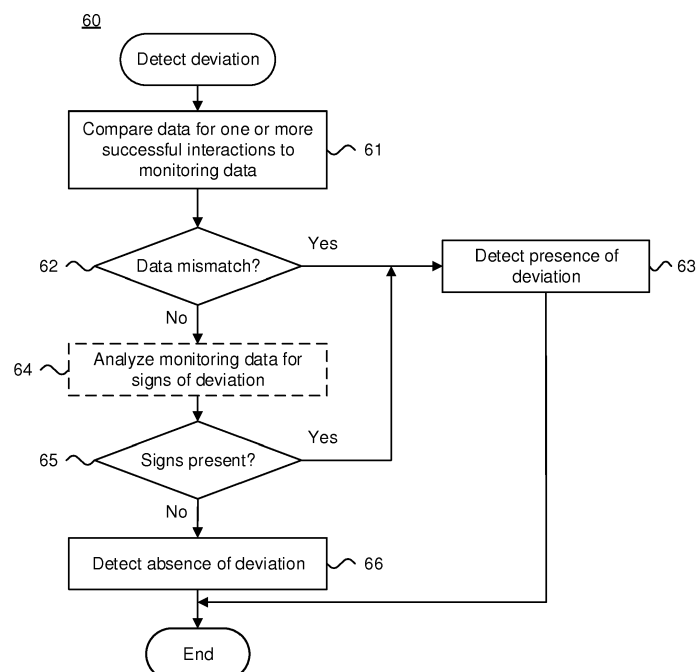 60
Detect deviation
Compare data for one or more
successful interactions to
monitoring data
61
Yes
62
Data mismatch?
Detect presence of
deviation
63
No
64
Analyze monitoring data for
signs of deviation
Yes
65
Signs present?
No
Detect absence of deviation
66
End